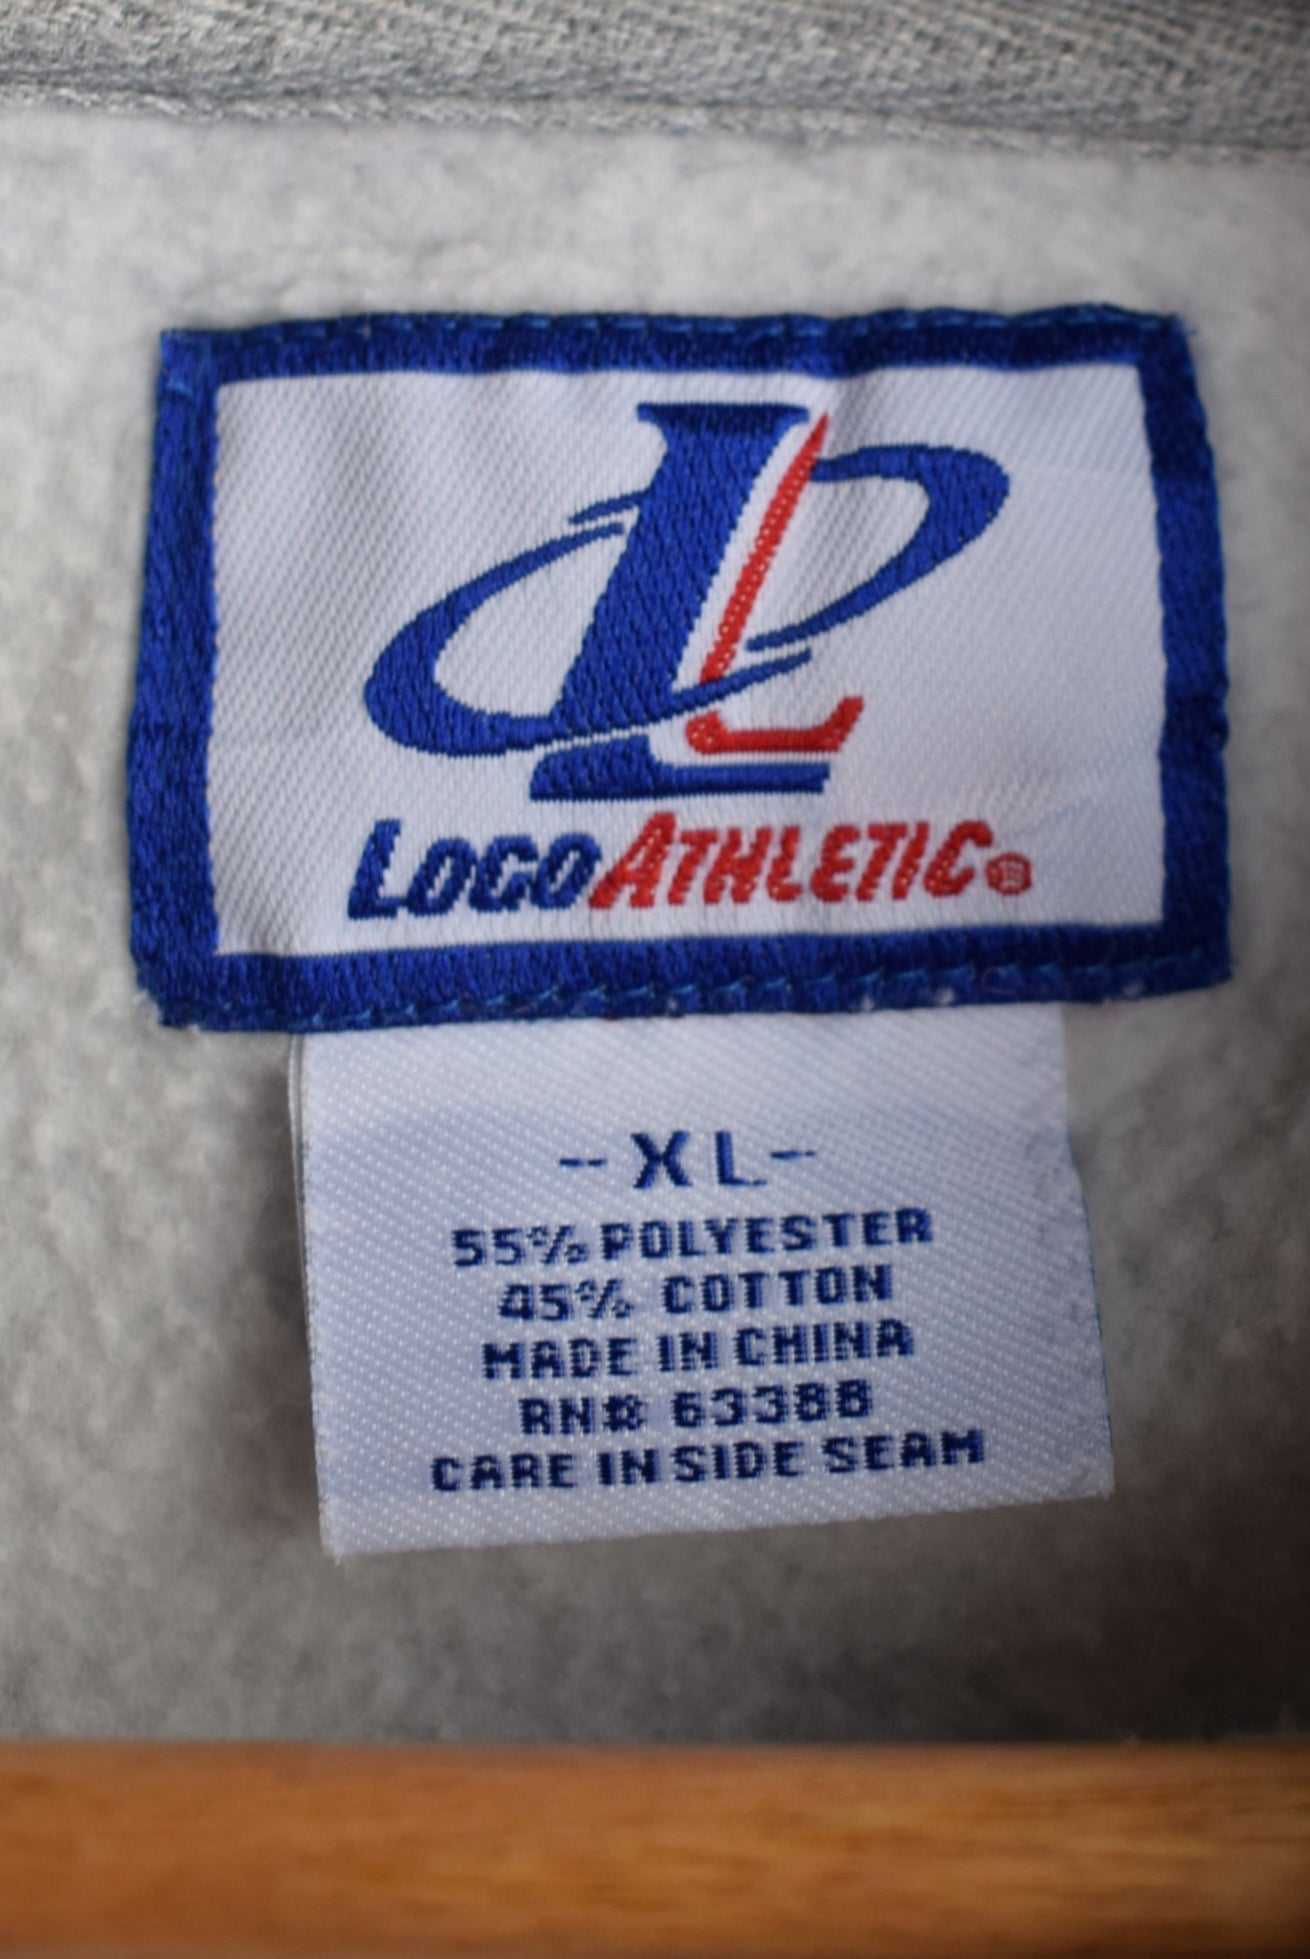 L
LOGOATHLETIC®
-XL-
55% POLYESTER
45% COTTON
MADE IN CHINA
RN# 63388
CARE IN SIDE SEAM